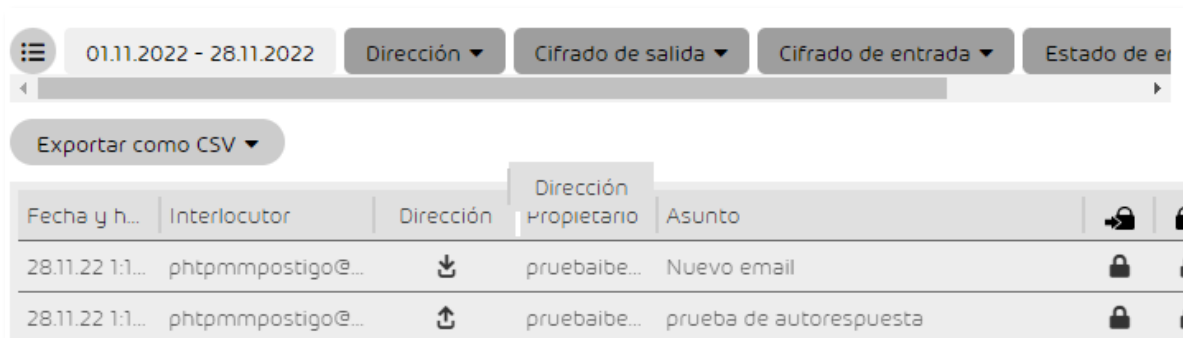 01.11.2022 - 28.11.2022 Dirección Cifrado de salida Cifrado de entrada Estado de
Exportar como CSV
Dirección
Fecha y h... Interlocutor Dirección Propietario Asunto
28.11.22 1:1... phtpmmpostigo@... pruebaibe... Nuevo email
28.11.22 1:1... phtpmmpostigo@... pruebaibe... prueba de autorespuesta